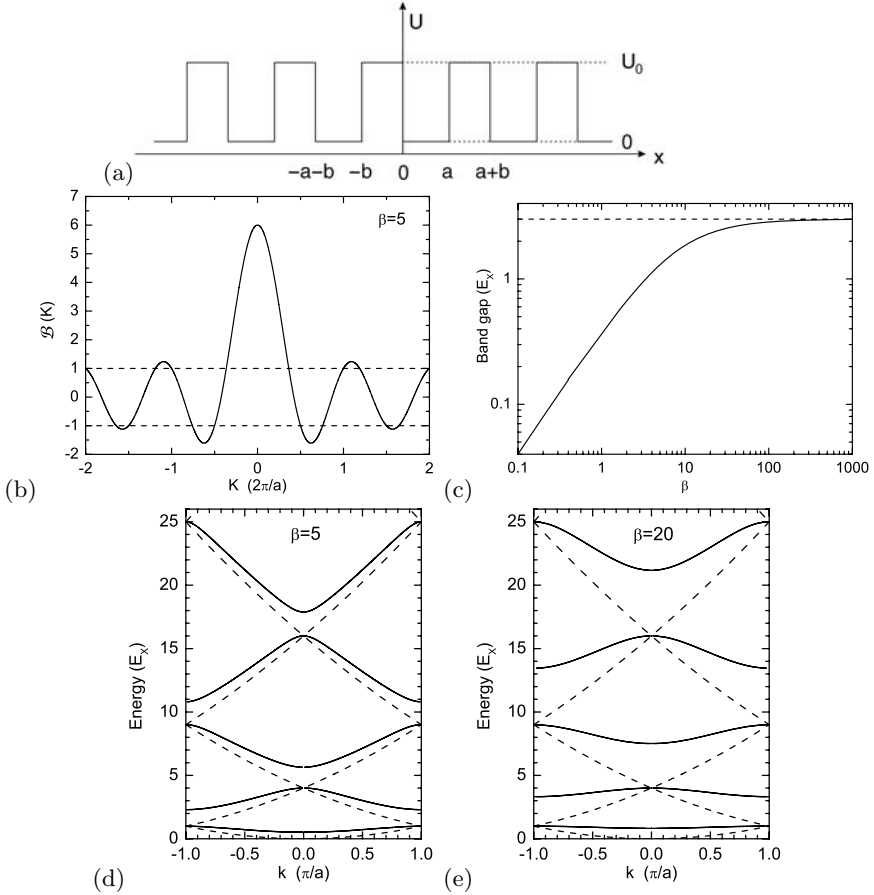 U
U₀
0
x
−a−b −b 0 a a+b
(a)
7
6
5
4
3
2
1
0
-1
-2
β=5
ℬ (K)
-2 -1 0 1 2
K (2π/a)
(b)
1
0.1
Band gap (Eₓ)
0.1 1 10 100 1000
β
(c)
25
20
15
10
5
0
Energy (Eₓ)
β=5
-1.0 -0.5 0.0 0.5 1.0
k (π/a)
(d)
25
20
15
10
5
0
Energy (Eₓ)
β=20
-1.0 -0.5 0.0 0.5 1.0
k (π/a)
(e)